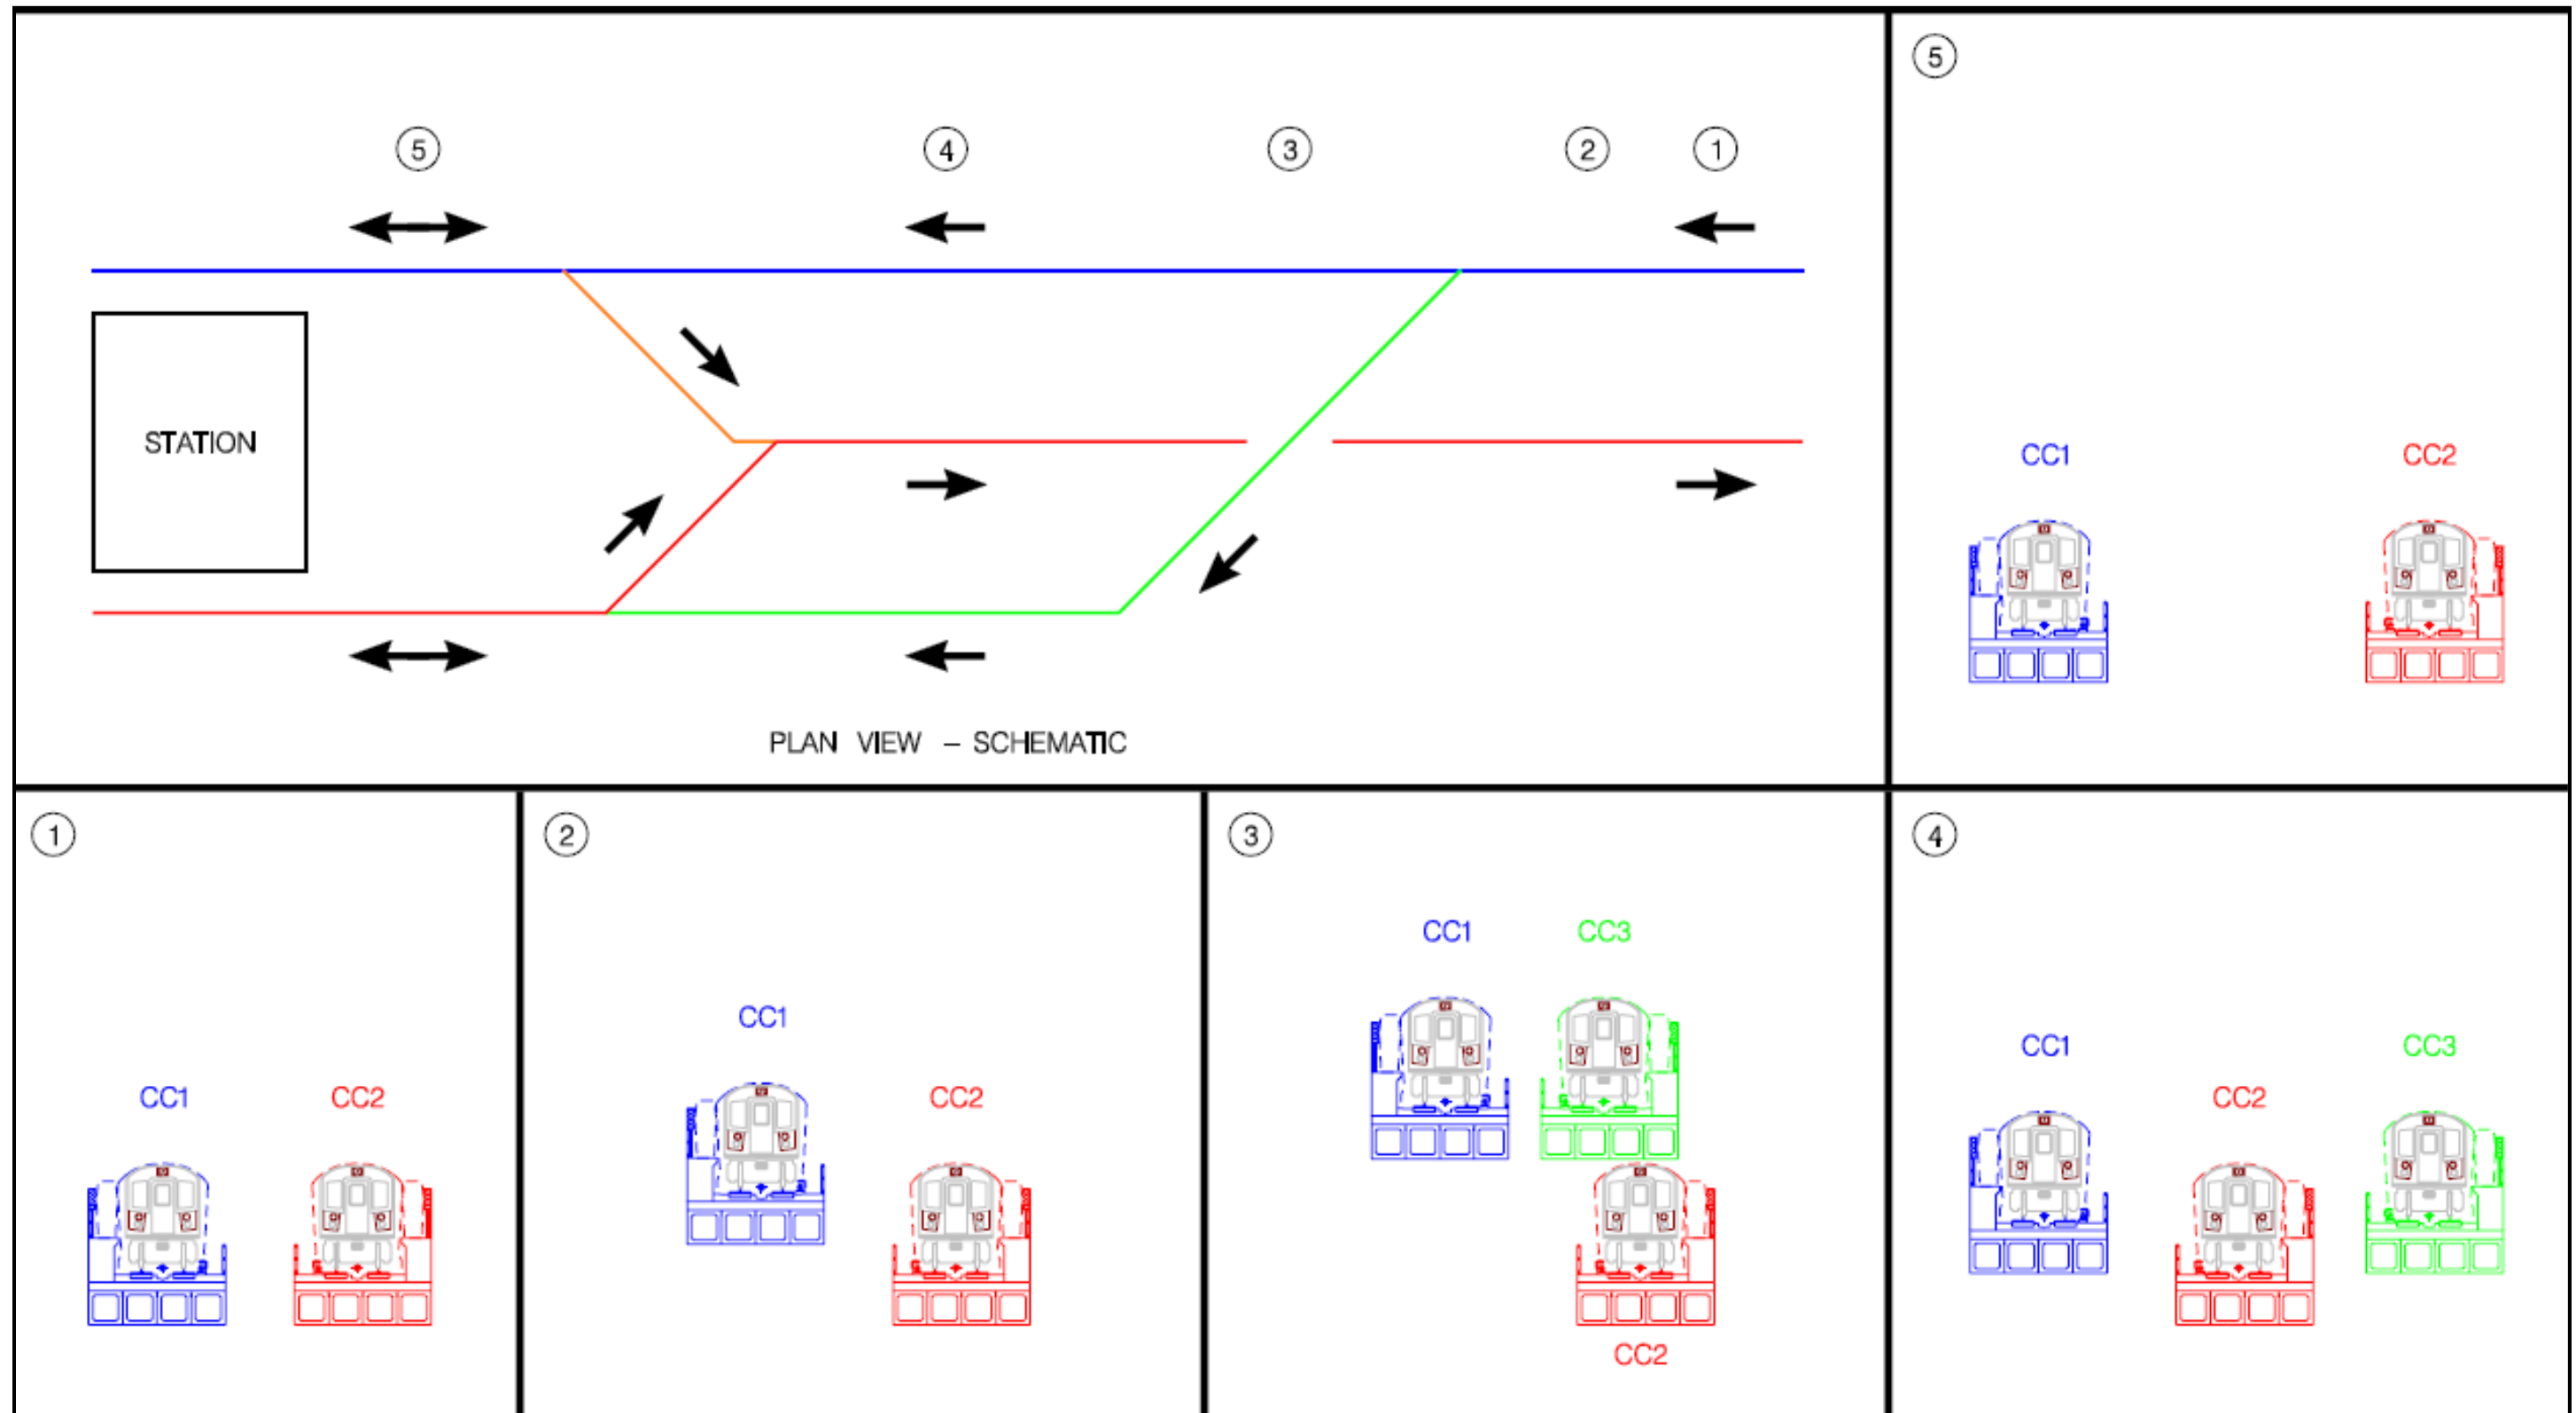 5 4 3 2 1
STATION
PLAN VIEW - SCHEMATIC
5
CC1 CC2
1
CC1 CC2
2
CC1
CC2
3
CC1 CC3
CC2
4
CC1 CC3
CC2